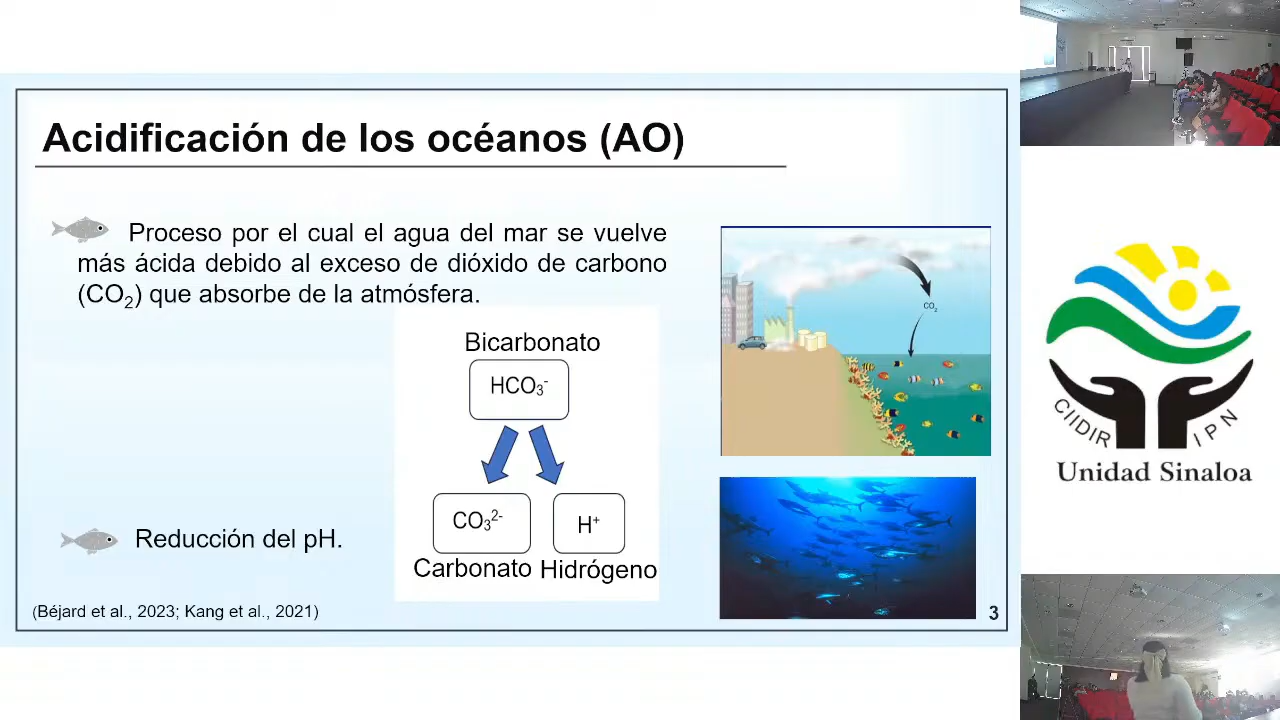 Acidificación de los océanos (AO)
Proceso por el cual el agua del mar se vuelve
más ácida debido al exceso de dióxido de carbono
(CO₂) que absorbe de la atmósfera.
Bicarbonato
HCO₃⁻
CO₃²⁻
H⁺
Carbonato
Hidrógeno
Reducción del pH.
(Béjard et al., 2023; Kang et al., 2021)
3
CO₂
CIIDIR IPN
Unidad Sinaloa